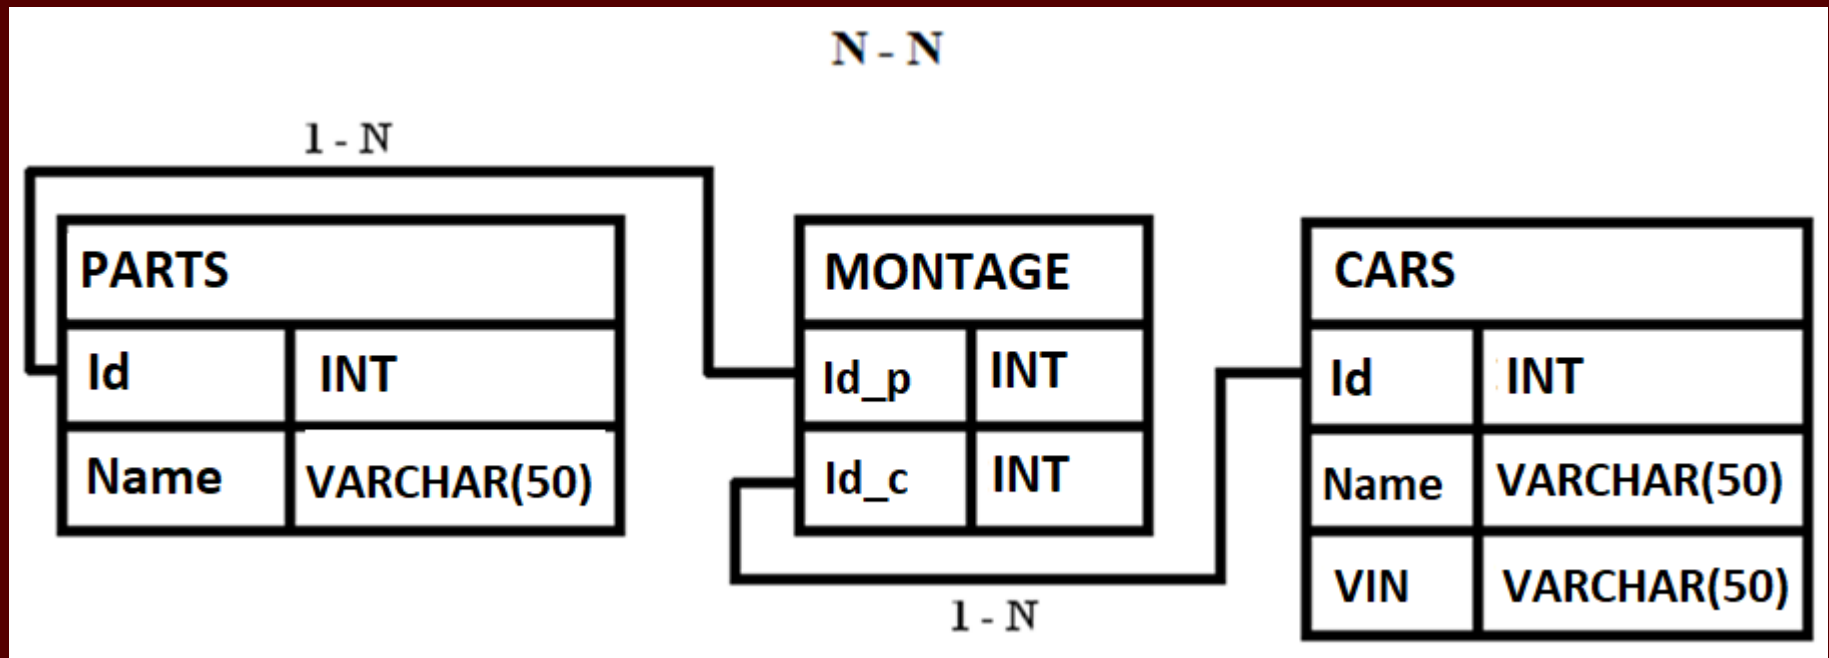 N - N
1 - N
PARTS
Id INT
Name VARCHAR(50)
MONTAGE
Id_p INT
Id_c INT
1 - N
CARS
Id INT
Name VARCHAR(50)
VIN VARCHAR(50)